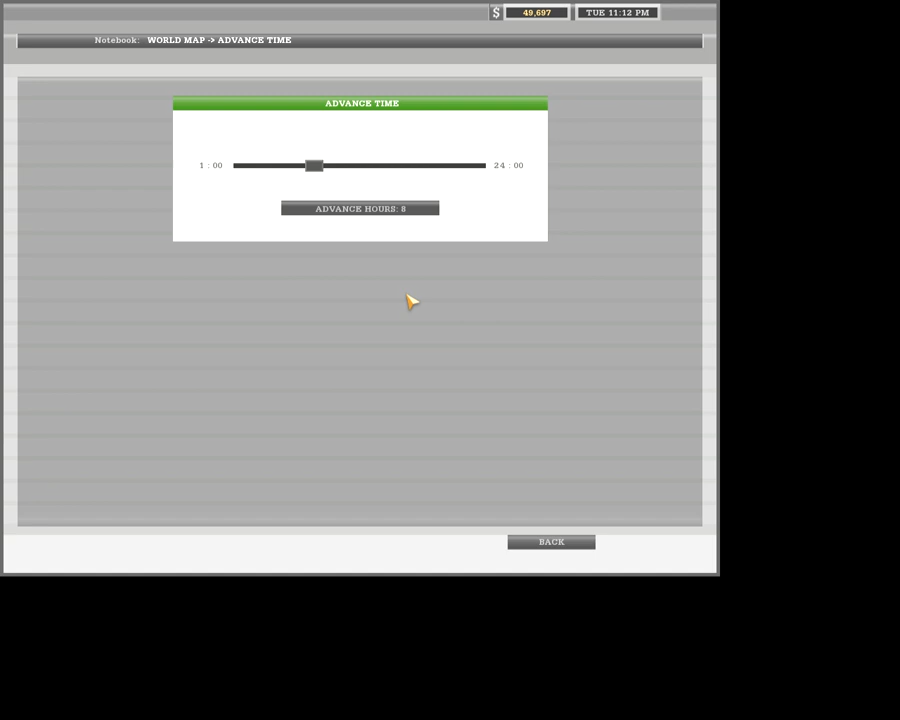 $ 49,697 TUE 11:12 PM
Notebook: WORLD MAP -> ADVANCE TIME
ADVANCE TIME
1 : 00 24 : 00
ADVANCE HOURS: 8
BACK